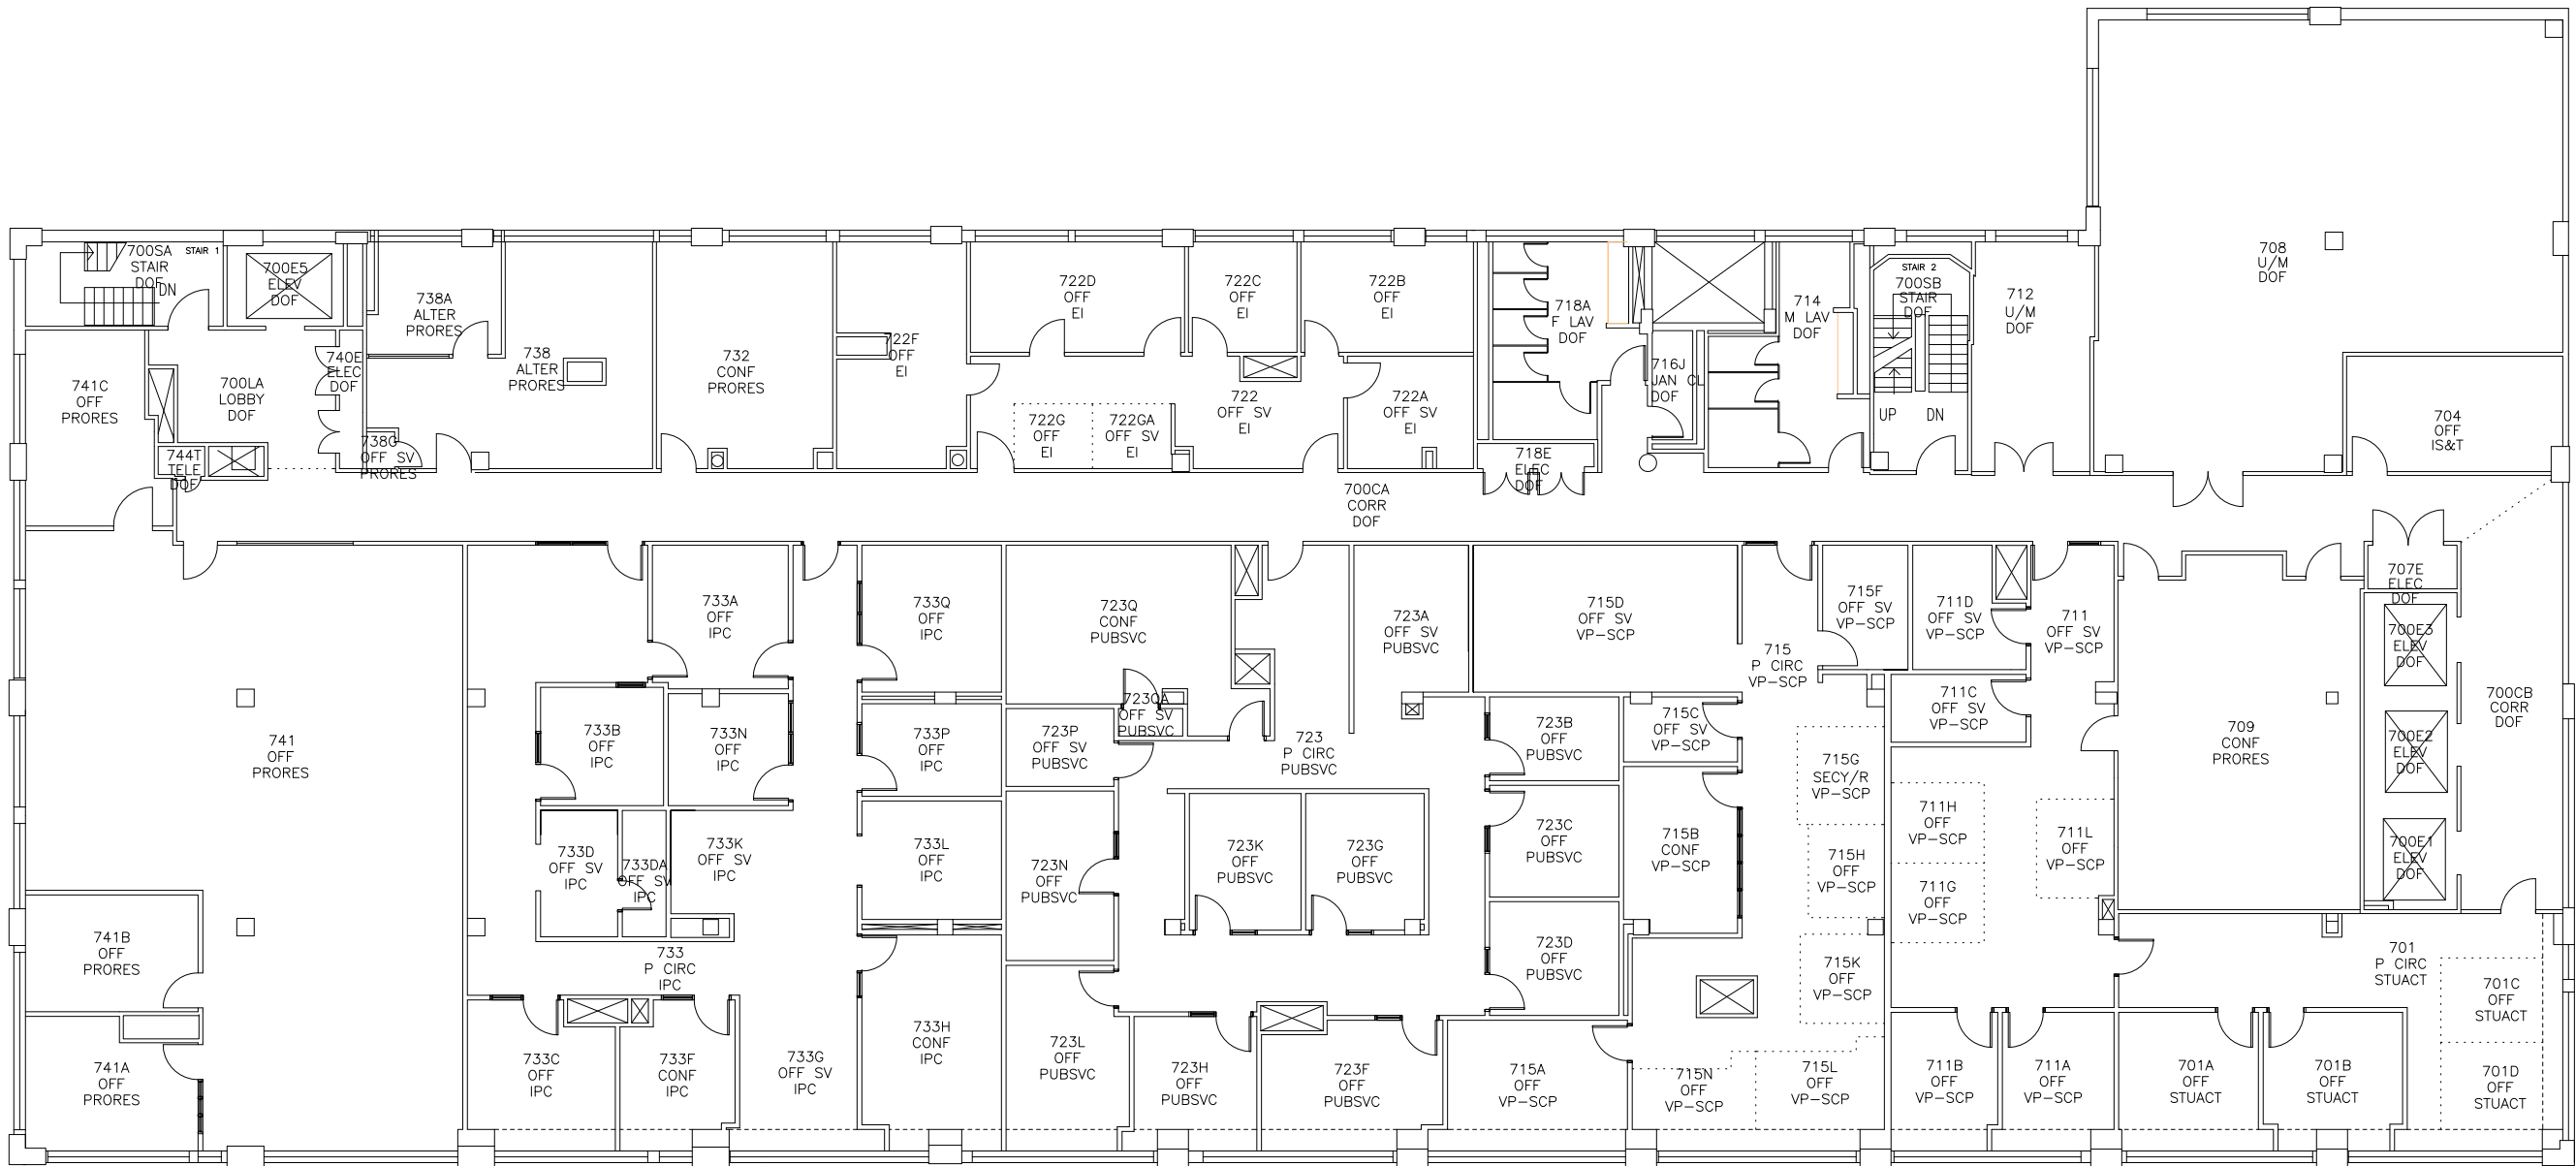 700SA
STAIR
DOF
STAIR 1
DN
700E5
ELEV
DOF
738A
ALTER
PRORES
738
ALTER
PRORES
732
CONF
PRORES
722F
OFF
EI
722D
OFF
EI
722C
OFF
EI
722B
OFF
EI
718A
F LAV
DOF
714
M LAV
DOF
STAIR 2
700SB
STAIR
DOF
UP
DN
712
U/M
DOF
708
U/M
DOF
741C
OFF
PRORES
700LA
LOBBY
DOF
740E
ELEC
DOF
738C
OFF SV
PRORES
744T
TELE
DOF
722G
OFF
EI
722GA
OFF SV
EI
722
OFF SV
EI
722A
OFF SV
EI
718E
ELEC
DOF
716J
JAN CL
DOF
704
OFF
IS&T
700CA
CORR
DOF
741
OFF
PRORES
741B
OFF
PRORES
741A
OFF
PRORES
733A
OFF
IPC
733B
OFF
IPC
733N
OFF
IPC
733D
OFF SV
IPC
733DA
OFF SV
IPC
733K
OFF SV
IPC
733
P CIRC
IPC
733C
OFF
IPC
733F
CONF
IPC
733G
OFF SV
IPC
733Q
OFF
IPC
733P
OFF
IPC
733L
OFF
IPC
733H
CONF
IPC
723Q
CONF
PUBSVC
723QA
OFF SV
PUBSVC
723P
OFF SV
PUBSVC
723N
OFF
PUBSVC
723L
OFF
PUBSVC
723
P CIRC
PUBSVC
723A
OFF SV
PUBSVC
723K
OFF
PUBSVC
723G
OFF
PUBSVC
723B
OFF
PUBSVC
723C
OFF
PUBSVC
723D
OFF
PUBSVC
723H
OFF
PUBSVC
723F
OFF
PUBSVC
715D
OFF SV
VP-SCP
715
P CIRC
VP-SCP
715F
OFF SV
VP-SCP
715C
OFF SV
VP-SCP
715B
CONF
VP-SCP
715G
SECY/R
VP-SCP
715H
OFF
VP-SCP
715K
OFF
VP-SCP
715A
OFF
VP-SCP
715N
OFF
VP-SCP
715L
OFF
VP-SCP
711D
OFF SV
VP-SCP
711
OFF SV
VP-SCP
711C
OFF SV
VP-SCP
711H
OFF
VP-SCP
711G
OFF
VP-SCP
711L
OFF
VP-SCP
711B
OFF
VP-SCP
711A
OFF
VP-SCP
709
CONF
PRORES
707E
ELEC
DOF
700E3
ELEV
DOF
700E2
ELEV
DOF
700E1
ELEV
DOF
700CB
CORR
DOF
701
P CIRC
STUACT
701C
OFF
STUACT
701A
OFF
STUACT
701B
OFF
STUACT
701D
OFF
STUACT